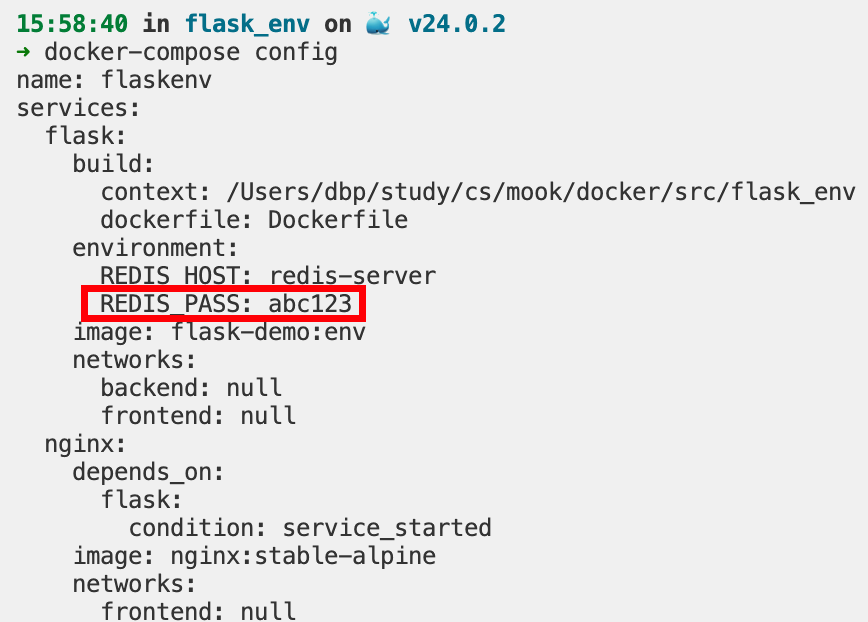 15:58:40 in flask_env on 🐳 v24.0.2
➜ docker-compose config
name: flaskenv
services:
  flask:
    build:
      context: /Users/dbp/study/cs/mook/docker/src/flask_env
      dockerfile: Dockerfile
    environment:
      REDIS_HOST: redis-server
      REDIS_PASS: abc123
    image: flask-demo:env
    networks:
      backend: null
      frontend: null
  nginx:
    depends_on:
      flask:
        condition: service_started
    image: nginx:stable-alpine
    networks:
      frontend: null